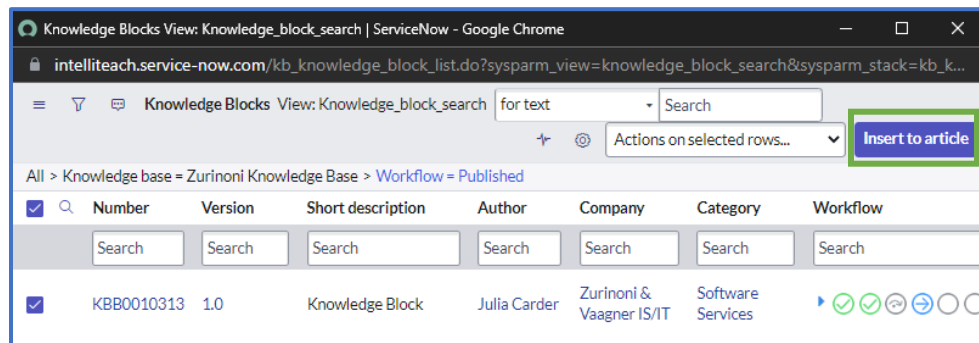 Knowledge Blocks View: Knowledge_block_search | ServiceNow - Google Chrome
intelliteach.service-now.com/kb_knowledge_block_list.do?sysparm_view=knowledge_block_search&sysparm_stack=kb_k...
Knowledge Blocks View: Knowledge_block_search for text Search
Actions on selected rows... Insert to article
All > Knowledge base = Zurinoni Knowledge Base > Workflow = Published
Number Version Short description Author Company Category Workflow
Search Search Search Search Search Search Search
KBB0010313 1.0 Knowledge Block Julia Carder Zurinoni & Software
Vaagner IS/IT Services